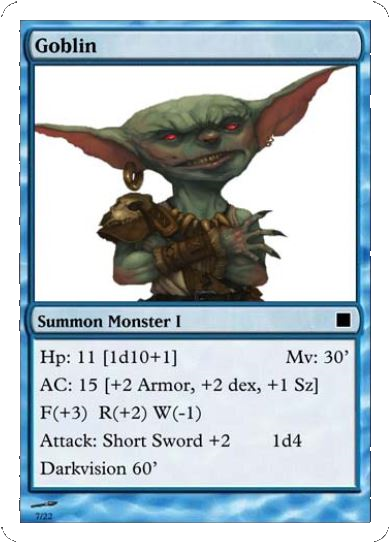 Goblin
Summon Monster I
Hp: 11 [1d10+1] Mv: 30'
AC: 15 [+2 Armor, +2 dex, +1 Sz]
F(+3) R(+2) W(-1)
Attack: Short Sword +2 1d4
Darkvision 60'
7/22